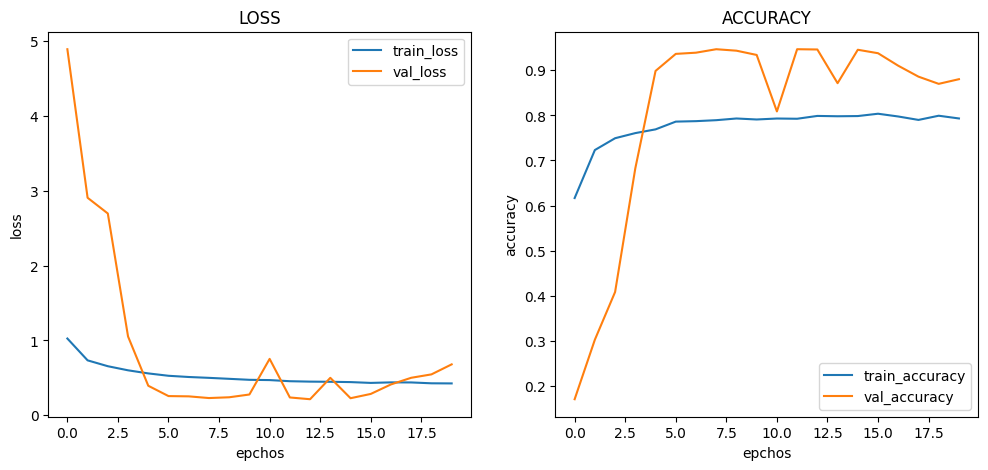 LOSS
5
4
3
2
1
0
loss
train_loss
val_loss
0.0 2.5 5.0 7.5 10.0 12.5 15.0 17.5
epchos
ACCURACY
0.9
0.8
0.7
0.6
0.5
0.4
0.3
0.2
accuracy
train_accuracy
val_accuracy
0.0 2.5 5.0 7.5 10.0 12.5 15.0 17.5
epchos